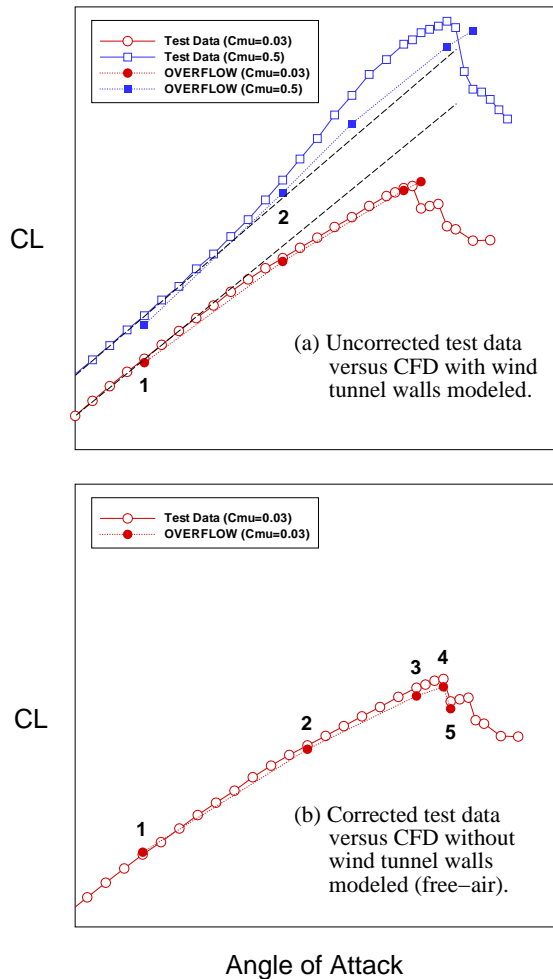 Test Data (Cmu=0.03)
Test Data (Cmu=0.5)
OVERFLOW (Cmu=0.03)
OVERFLOW (Cmu=0.5)
CL
2
1
(a) Uncorrected test data
versus CFD with wind
tunnel walls modeled.
Test Data (Cmu=0.03)
OVERFLOW (Cmu=0.03)
3 4
CL
2
5
1
(b) Corrected test data
versus CFD without
wind tunnel walls
modeled (free−air).
Angle of Attack